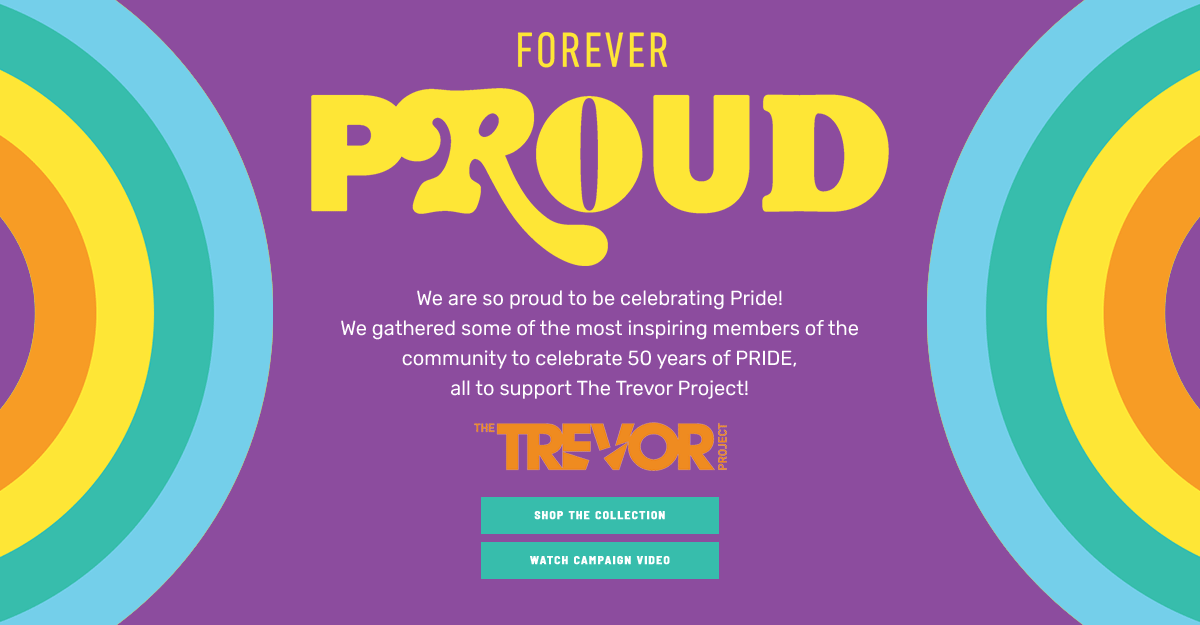 FOREVER
PROUD
We are so proud to be celebrating Pride!
We gathered some of the most inspiring members of the
community to celebrate 50 years of PRIDE,
all to support The Trevor Project!
THE TREVOR PROJECT
SHOP THE COLLECTION
WATCH CAMPAIGN VIDEO